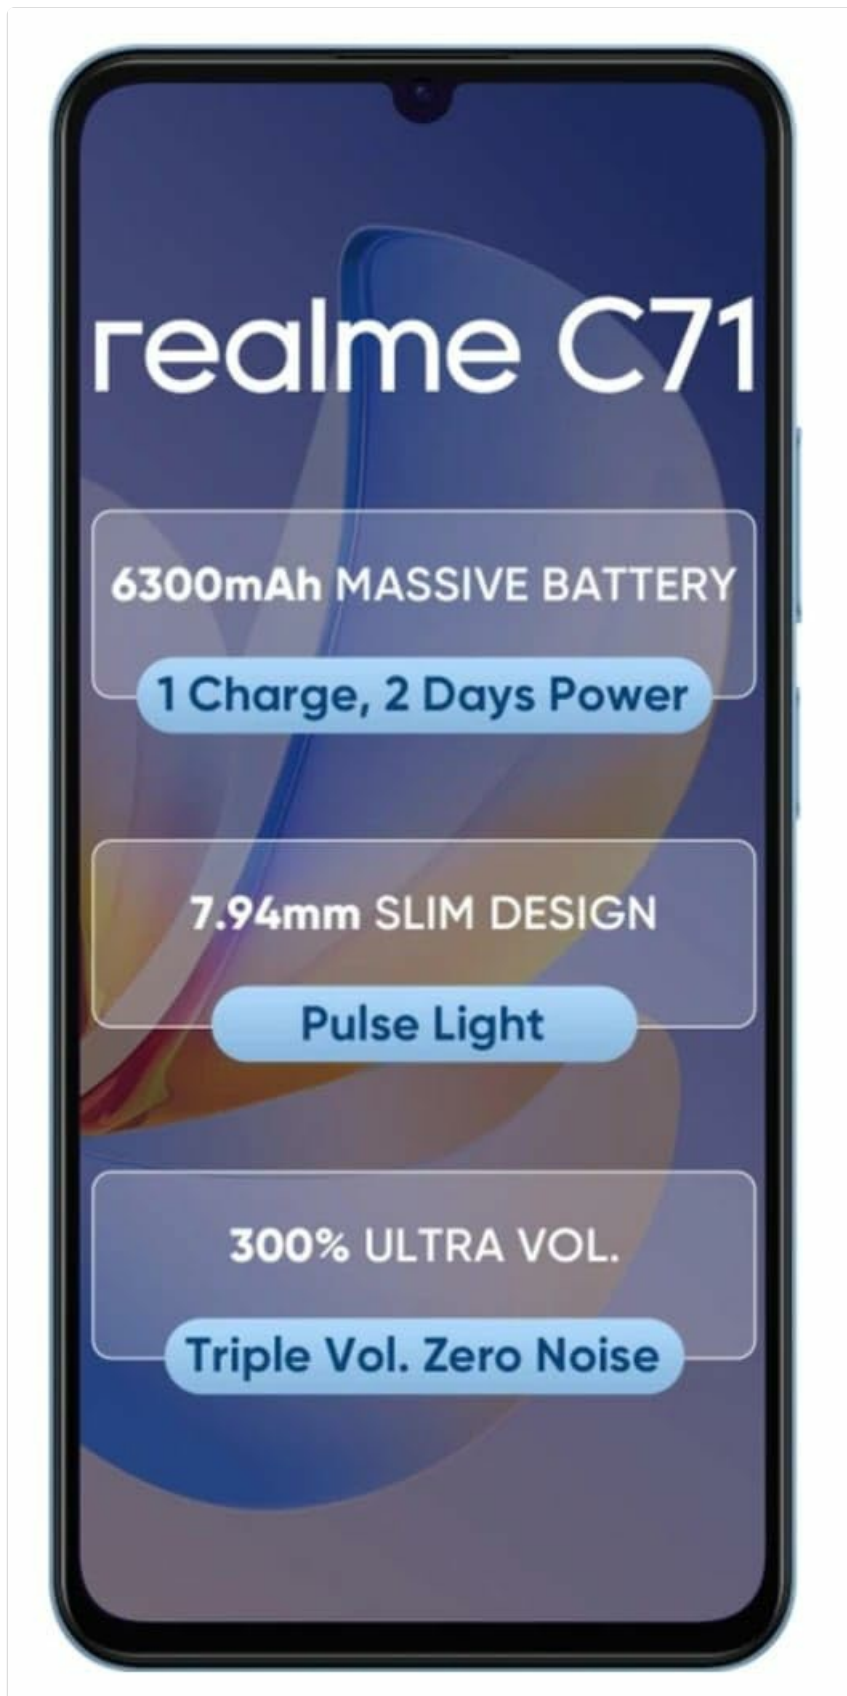 realme C71
6300mAh MASSIVE BATTERY
1 Charge, 2 Days Power
7.94mm SLIM DESIGN
Pulse Light
300% ULTRA VOL.
Triple Vol. Zero Noise